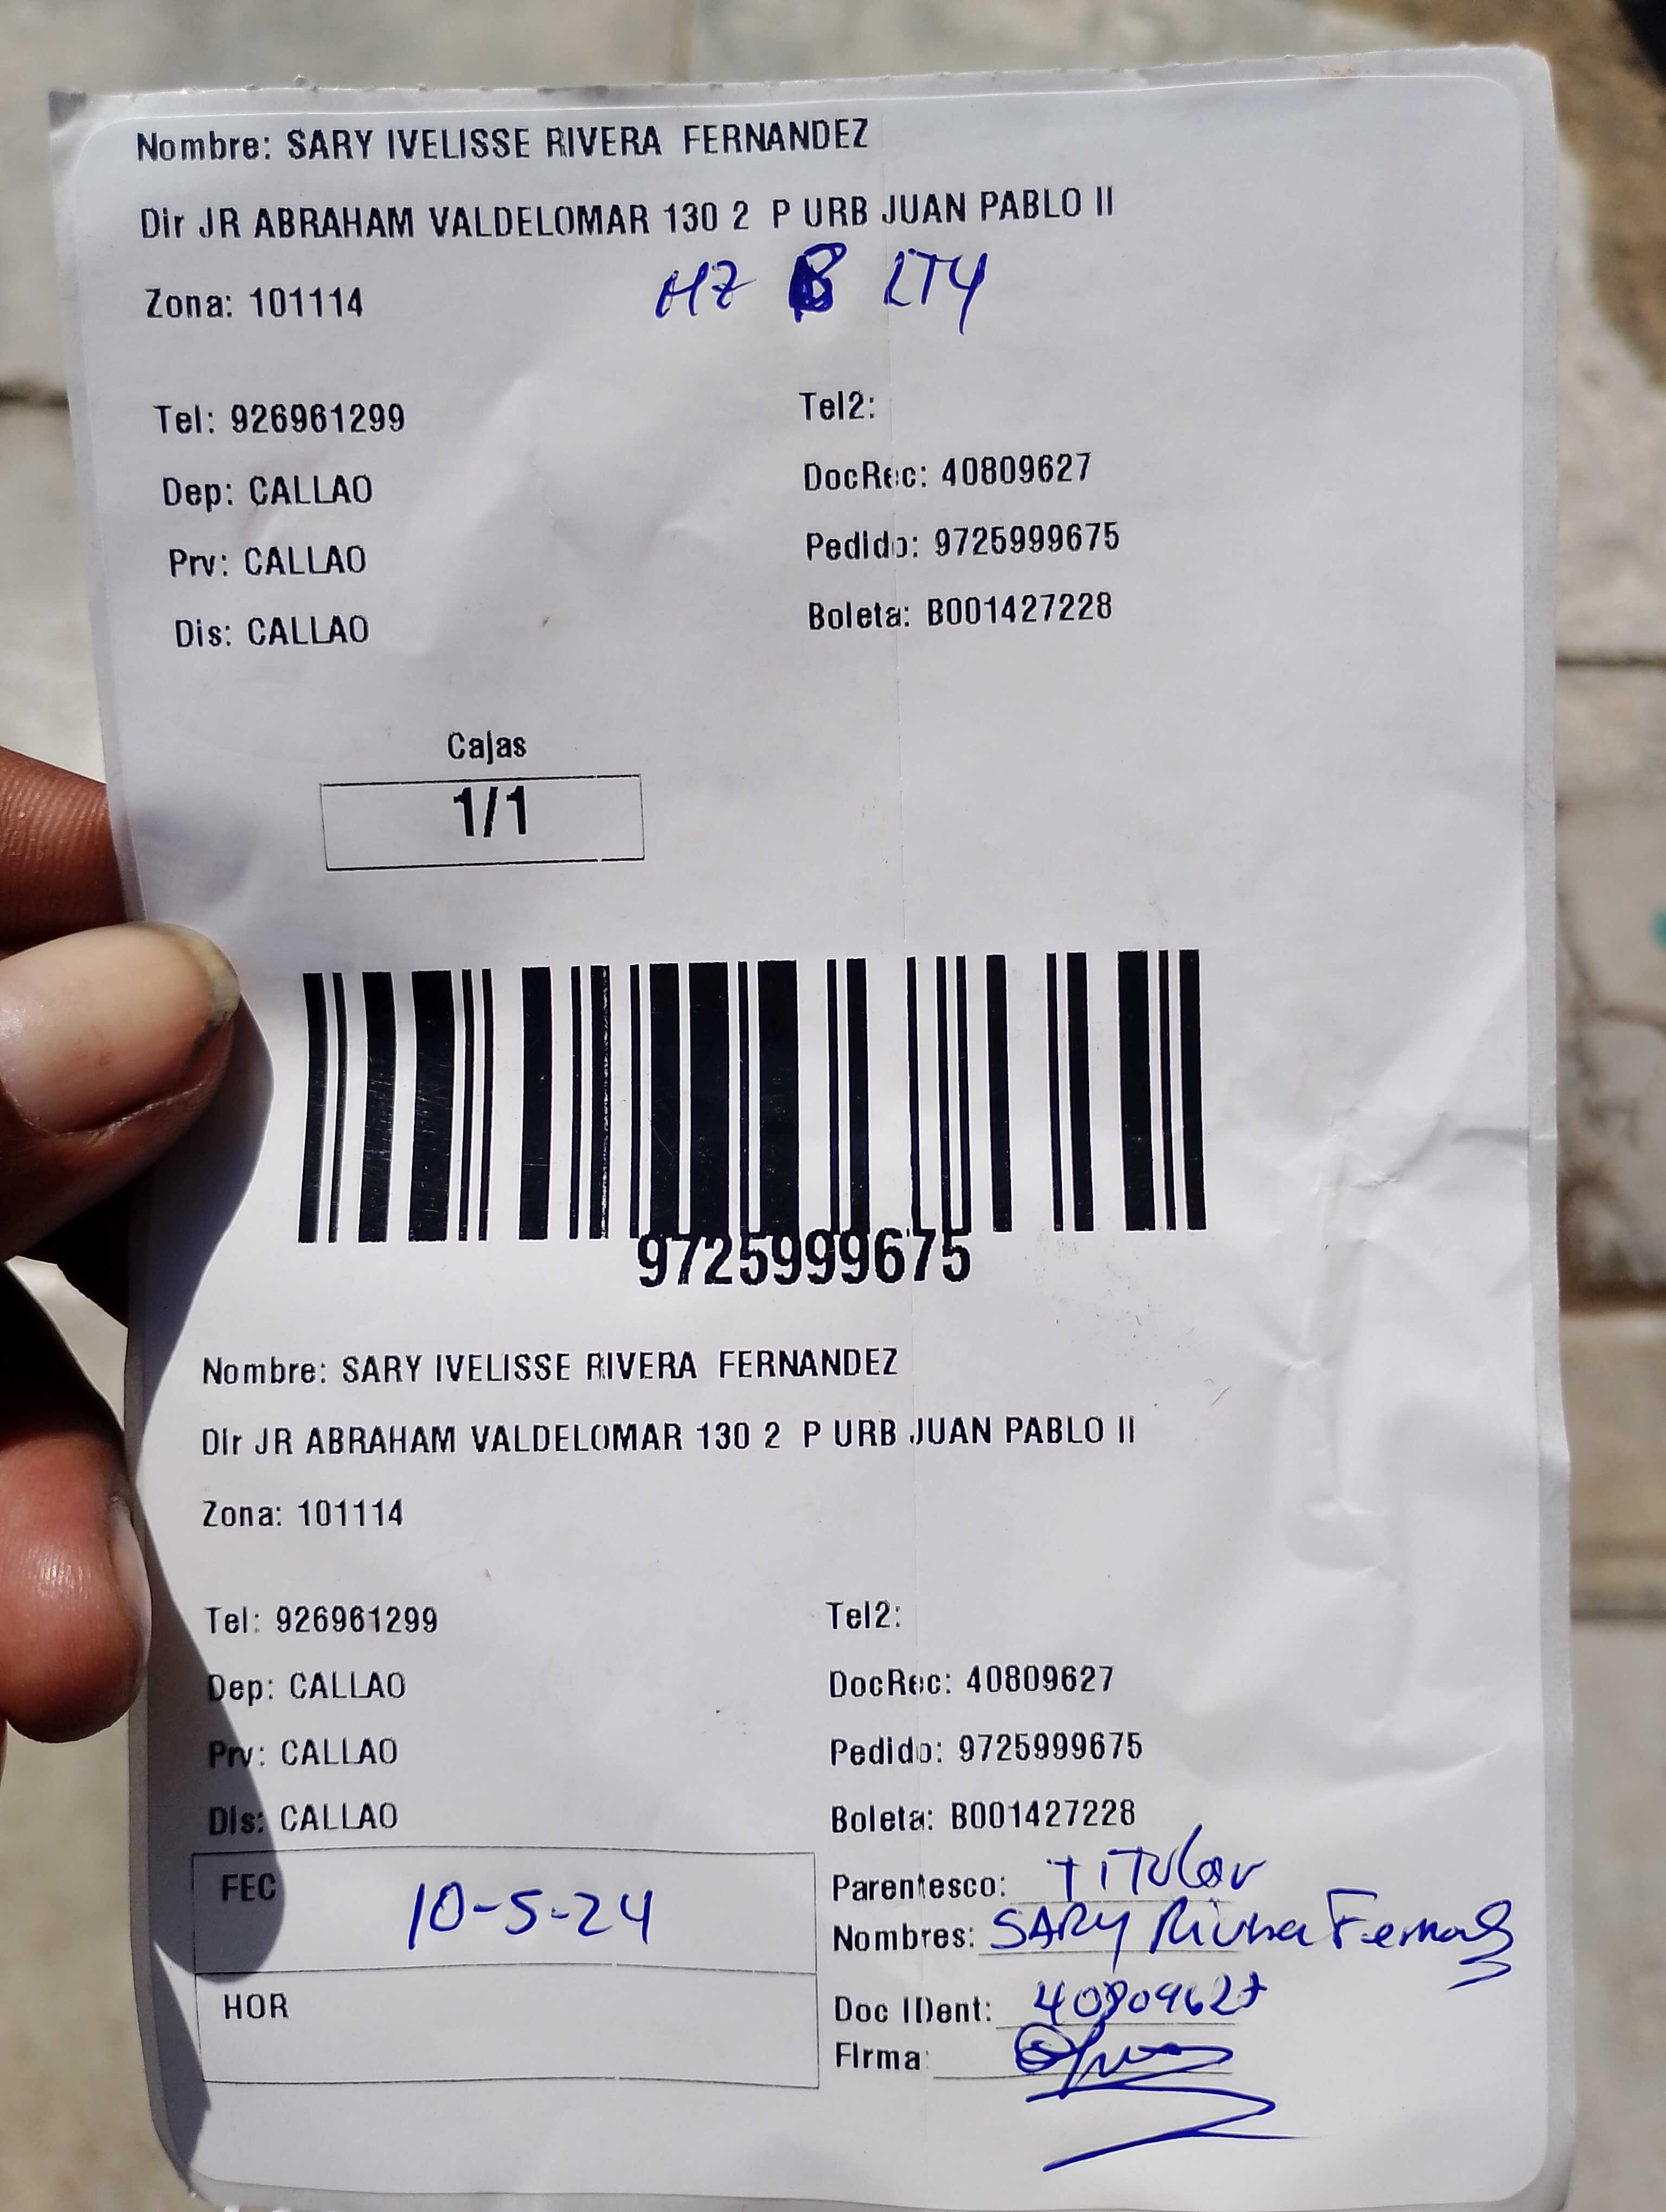 Nombre: SARY IVELISSE RIVERA FERNANDEZ
Dir JR ABRAHAM VALDELOMAR 130 2 P URB JUAN PABLO II
Zona: 101114
MZ B LT4
Tel: 926961299
Tel2:
Dep: CALLAO
DocRec: 40809627
Prv: CALLAO
Pedido: 9725999675
Dis: CALLAO
Boleta: B001427228
Cajas
1/1
9725999675
Nombre: SARY IVELISSE RIVERA FERNANDEZ
Dir JR ABRAHAM VALDELOMAR 130 2 P URB JUAN PABLO II
Zona: 101114
Tel: 926961299
Tel2:
Dep: CALLAO
DocRec: 40809627
Prv: CALLAO
Pedido: 9725999675
Dis: CALLAO
Boleta: B001427228
FEC 10-5-24
HOR
Parentesco: TITULar
Nombres: SARY Rivera Fernandez
Doc IDent: 40809627
Firma: